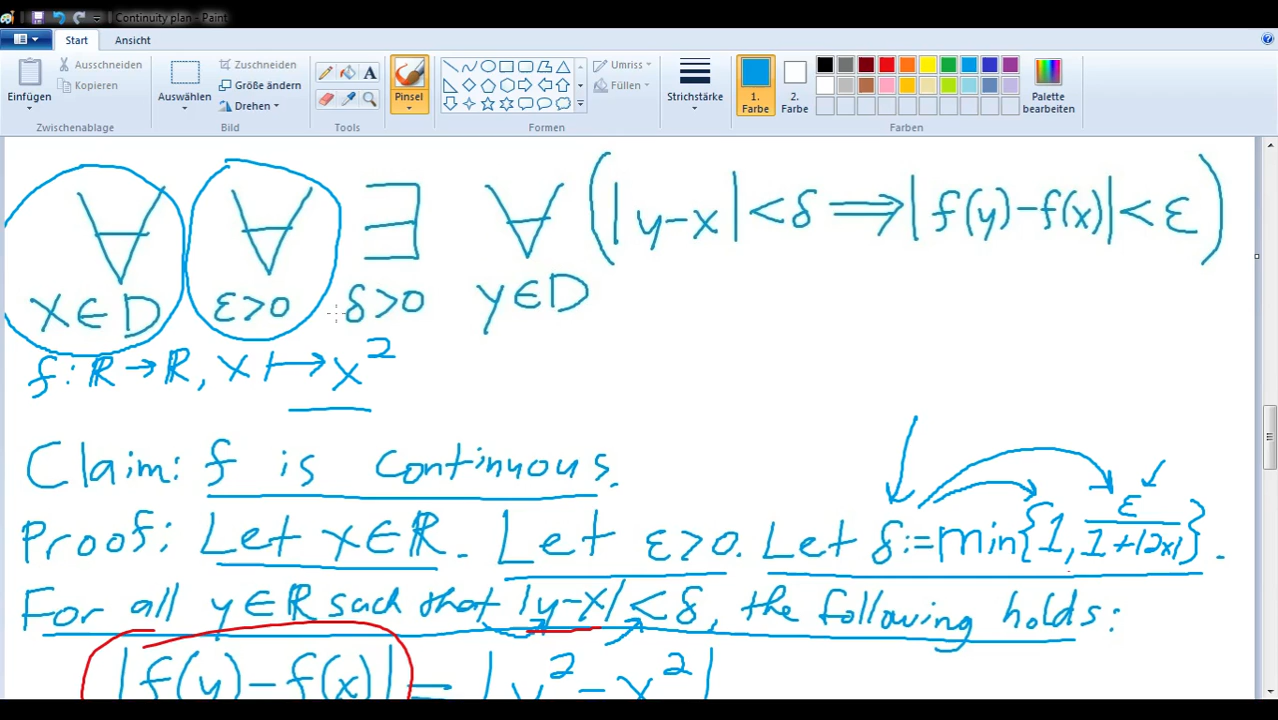 Continuity plan - Paint
Start Ansicht
Einfügen
Ausschneiden
Kopieren
Zwischenablage
Auswählen
Zuschneiden
Größe ändern
Drehen
Bild
A
Tools
Pinsel
Umriss
Füllen
Formen
Strichstärke
1. Farbe
2. Farbe
Palette bearbeiten
Farben
∀ ∀ ∃ ∀ (|y-x| < δ ⟹ |f(y)-f(x)| < ε)
x∈D ε>0 δ>0 y∈D
f: ℝ → ℝ, x ↦ x²
Claim: f is continuous.
Proof: Let x∈ℝ. Let ε>0. Let δ:=min{1, ε/(1+|2x|)}.
For all y∈ℝ such that |y-x| < δ, the following holds:
|f(y)-f(x)| = |y²-x²|